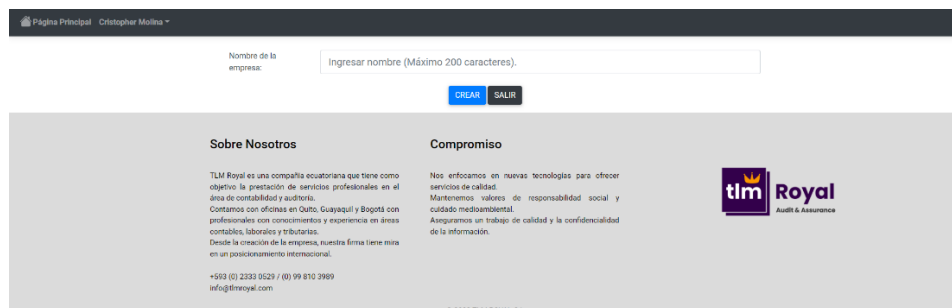 Página Principal Cristopher Molina
Nombre de la
empresa:
Ingresar nombre (Máximo 200 caracteres).
CREAR SALIR
Sobre Nosotros
TLM Royal es una compañía ecuatoriana que tiene como
objetivo la prestación de servicios profesionales en el
área de contabilidad y auditoría.
Contamos con oficinas en Quito, Guayaquil y Bogotá con
profesionales con conocimientos y experiencia en áreas
contables, laborales y tributarias.
Desde la creación de la empresa, nuestra firma tiene mira
en un posicionamiento internacional.
+593 (0) 2333 0529 / (0) 99 810 3989
info@tlmroyal.com
Compromiso
Nos enfocamos en nuevas tecnologías para ofrecer
servicios de calidad.
Mantenemos valores de responsabilidad social y
cuidado medioambiental.
Aseguramos un trabajo de calidad y la confidencialidad
de la información.
tlm Royal
Audit & Assurance